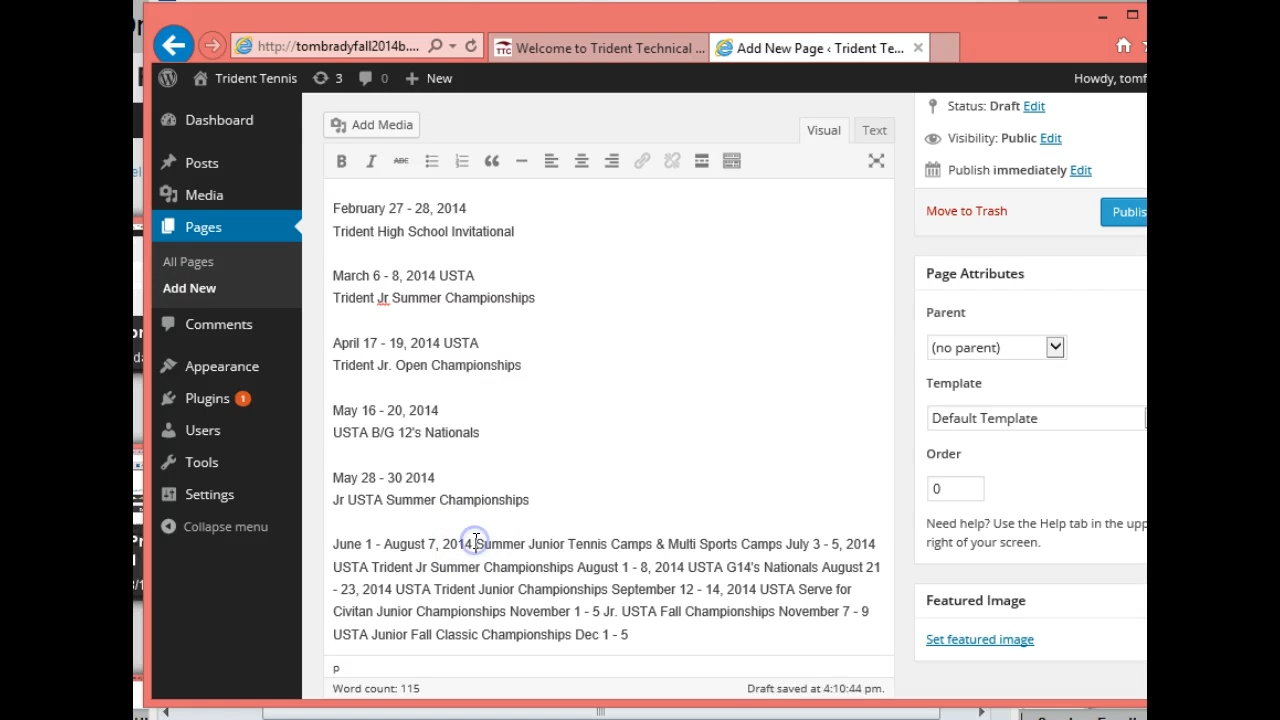 http://tombradyfall2014b....
Welcome to Trident Technical ...
Add New Page ‹ Trident Te...
Trident Tennis
3
0
New
Howdy, tomf
Dashboard
Posts
Media
Pages
All Pages
Add New
Comments
Appearance
Plugins 1
Users
Tools
Settings
Collapse menu
Add Media
Visual
Text
B I ABC
February 27 - 28, 2014
Trident High School Invitational
March 6 - 8, 2014 USTA
Trident Jr Summer Championships
April 17 - 19, 2014 USTA
Trident Jr. Open Championships
May 16 - 20, 2014
USTA B/G 12's Nationals
May 28 - 30 2014
Jr USTA Summer Championships
June 1 - August 7, 2014 Summer Junior Tennis Camps & Multi Sports Camps July 3 - 5, 2014
USTA Trident Jr Summer Championships August 1 - 8, 2014 USTA G14's Nationals August 21
- 23, 2014 USTA Trident Junior Championships September 12 - 14, 2014 USTA Serve for
Civitan Junior Championships November 1 - 5 Jr. USTA Fall Championships November 7 - 9
USTA Junior Fall Classic Championships Dec 1 - 5
p
Word count: 115
Draft saved at 4:10:44 pm.
Status: Draft Edit
Visibility: Public Edit
Publish immediately Edit
Move to Trash
Publis
Page Attributes
Parent
(no parent)
Template
Default Template
Order
0
Need help? Use the Help tab in the upp
right of your screen.
Featured Image
Set featured image